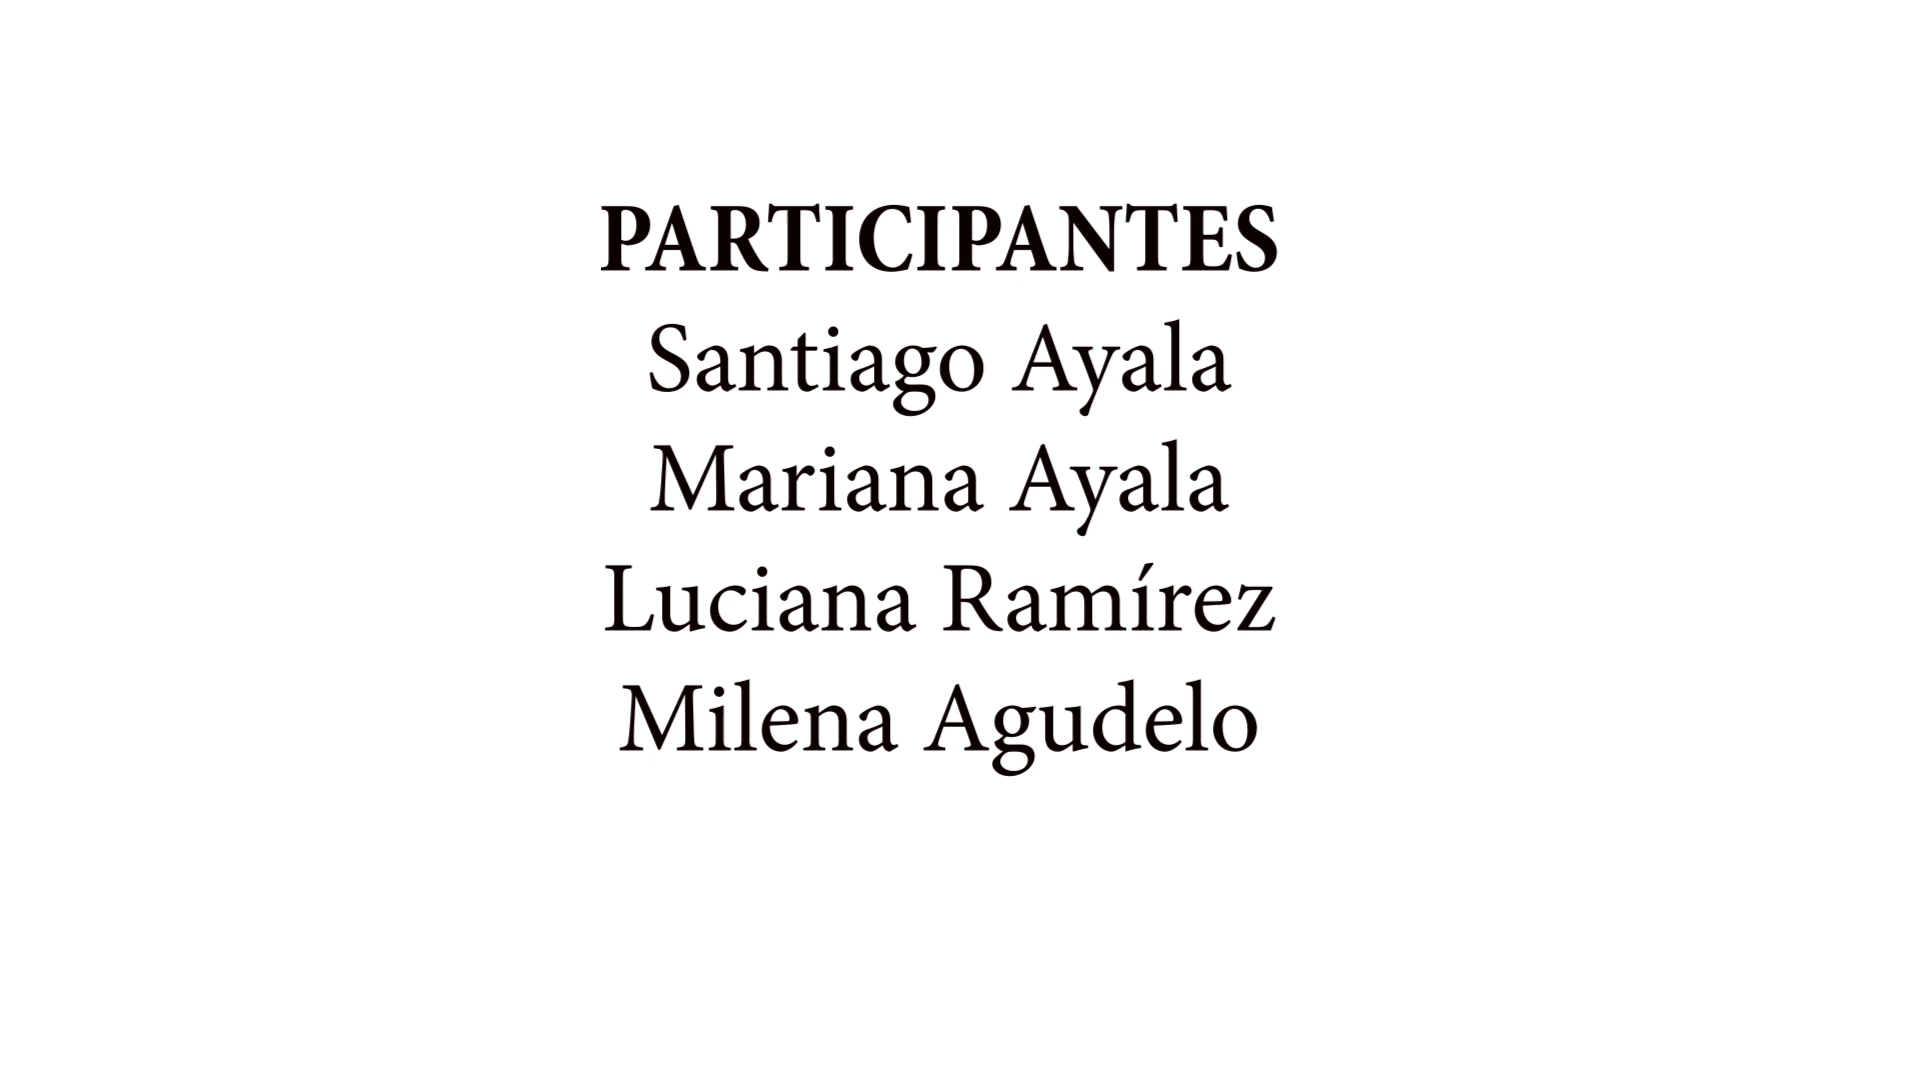 PARTICIPANTES
Santiago Ayala
Mariana Ayala
Luciana Ramírez
Milena Agudelo